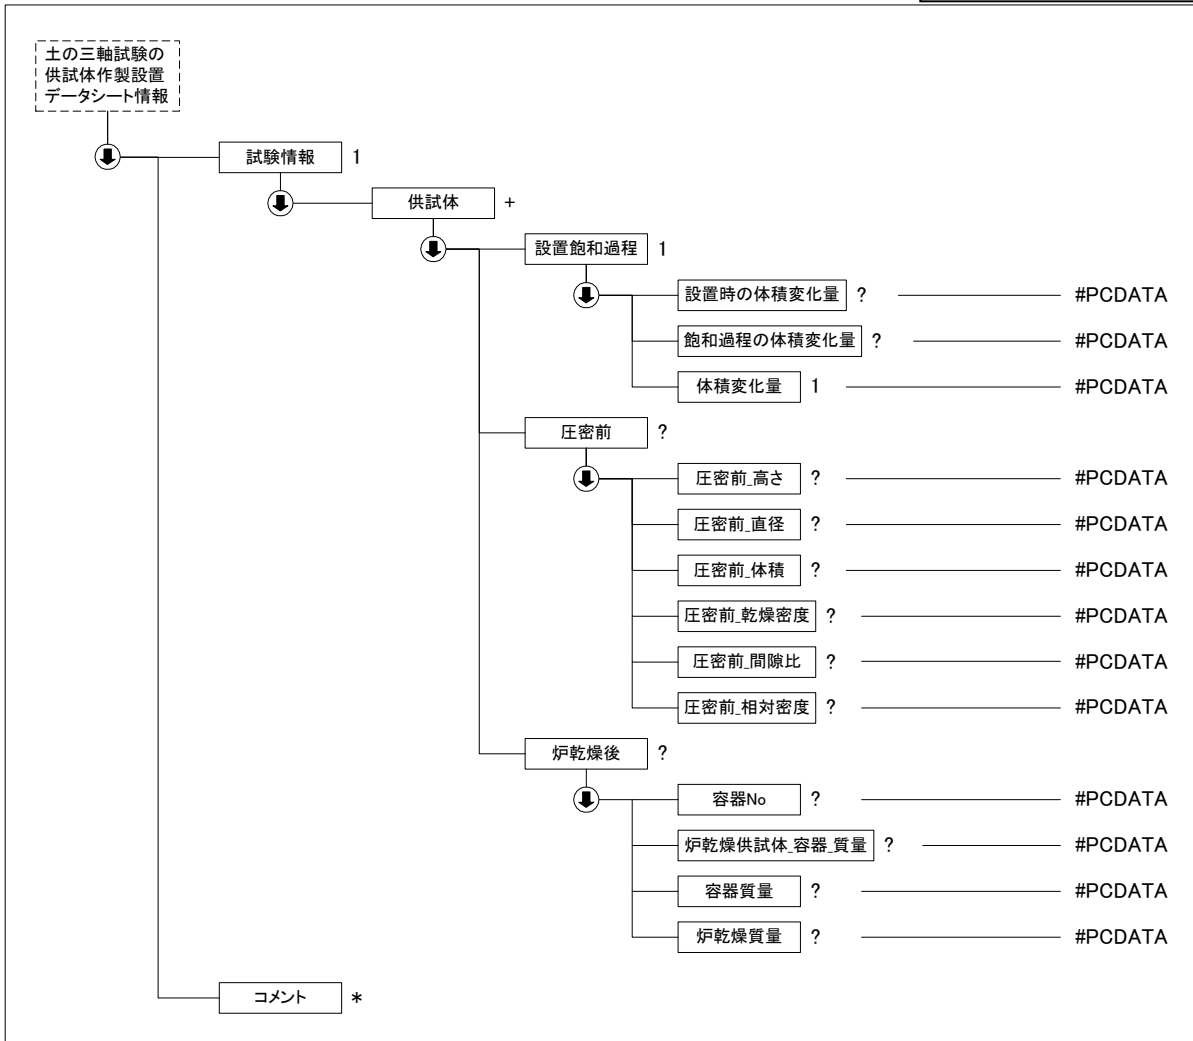 土の三軸試験の
供試体作製設置
データシート情報
試験情報 1
供試体 +
設置飽和過程 1
設置時の体積変化量 ? #PCDATA
飽和過程の体積変化量 ? #PCDATA
体積変化量 1 #PCDATA
圧密前 ?
圧密前_高さ ? #PCDATA
圧密前_直径 ? #PCDATA
圧密前_体積 ? #PCDATA
圧密前_乾燥密度 ? #PCDATA
圧密前_間隙比 ? #PCDATA
圧密前_相対密度 ? #PCDATA
炉乾燥後 ?
容器No ? #PCDATA
炉乾燥供試体_容器_質量 ? #PCDATA
容器質量 ? #PCDATA
炉乾燥質量 ? #PCDATA
コメント *